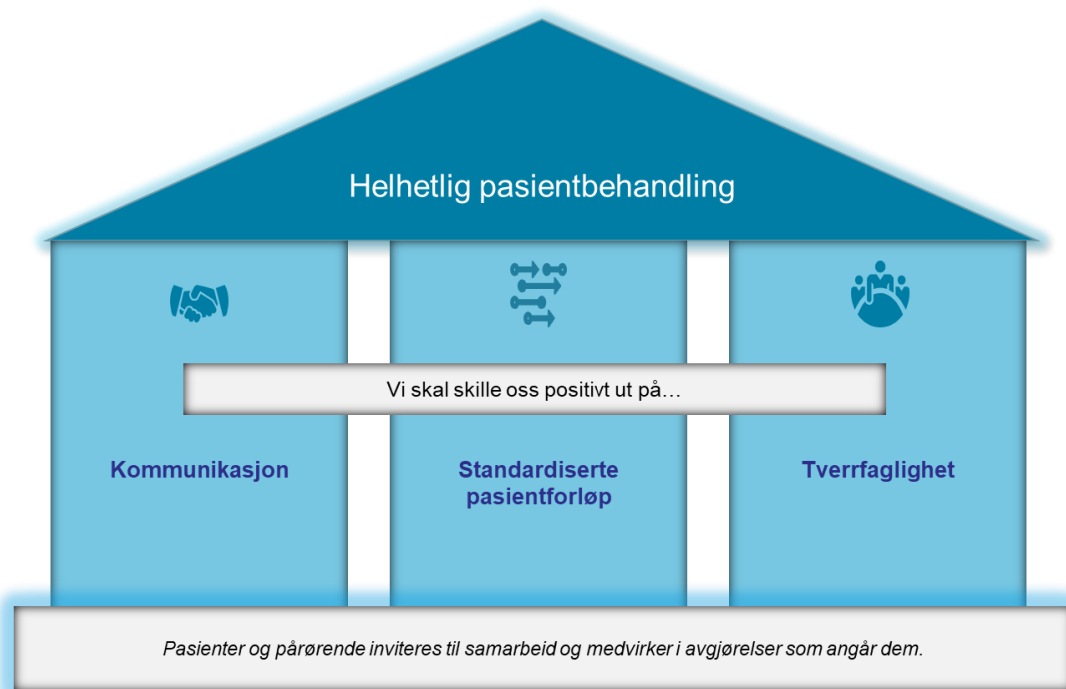 Helhetlig pasientbehandling
Vi skal skille oss positivt ut på…
Kommunikasjon
Standardiserte
pasientforløp
Tverrfaglighet
Pasienter og pårørende inviteres til samarbeid og medvirker i avgjørelser som angår dem.